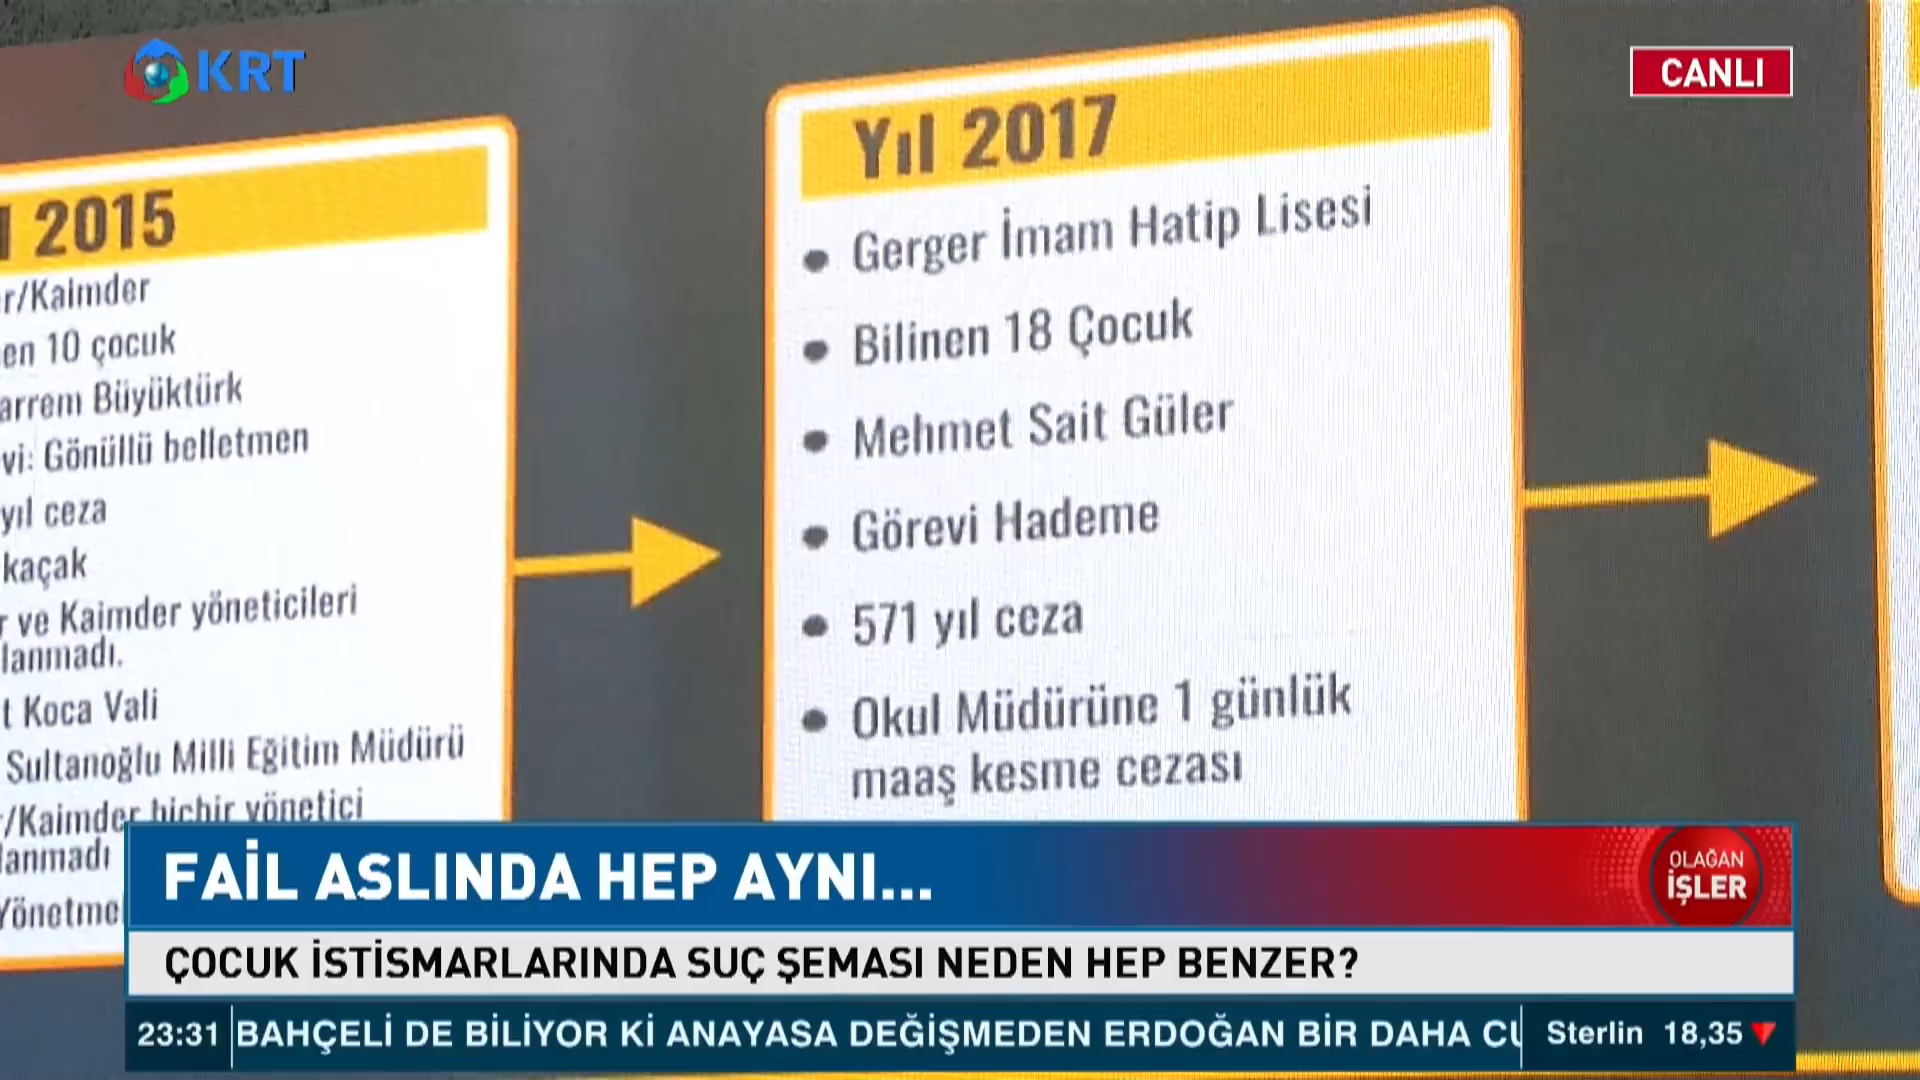 KRT
CANLI
2015
r/Kaimder
en 10 çocuk
arrem Büyüktürk
vi: Gönüllü belletmen
yıl ceza
kaçak
r ve Kaimder yöneticileri
lanmadı.
t Koca Vali
Sultanoğlu Milli Eğitim Müdürü
/Kaimder hiçbir yönetici
lanmadı
Yönetme
Yıl 2017
• Gerger İmam Hatip Lisesi
• Bilinen 18 Çocuk
• Mehmet Sait Güler
• Görevi Hademe
• 571 yıl ceza
• Okul Müdürüne 1 günlük
maaş kesme cezası
FAİL ASLINDA HEP AYNI...
OLAĞAN
İŞLER
ÇOCUK İSTİSMARLARINDA SUÇ ŞEMASI NEDEN HEP BENZER?
23:31 BAHÇELİ DE BİLİYOR Kİ ANAYASA DEĞİŞMEDEN ERDOĞAN BİR DAHA CU Sterlin 18,35